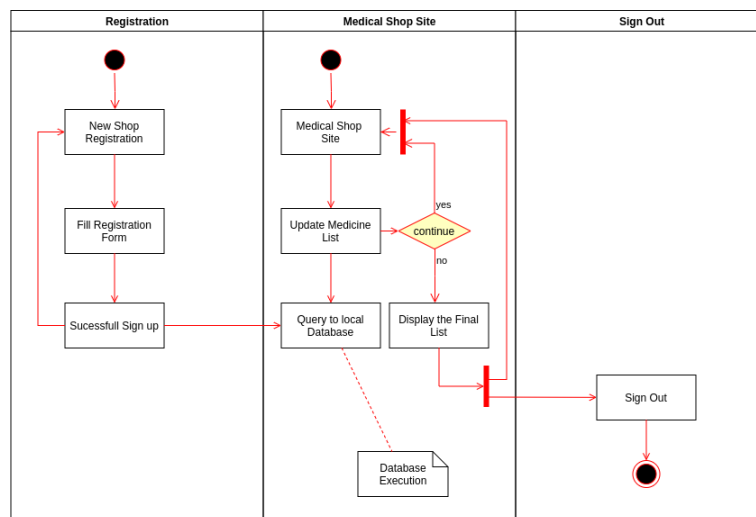 Registration
Medical Shop Site
Sign Out
New Shop
Registration
Medical Shop
Site
Fill Registration
Form
Update Medicine
List
continue
yes
no
Sucessfull Sign up
Query to local
Database
Display the Final
List
Sign Out
Database
Execution